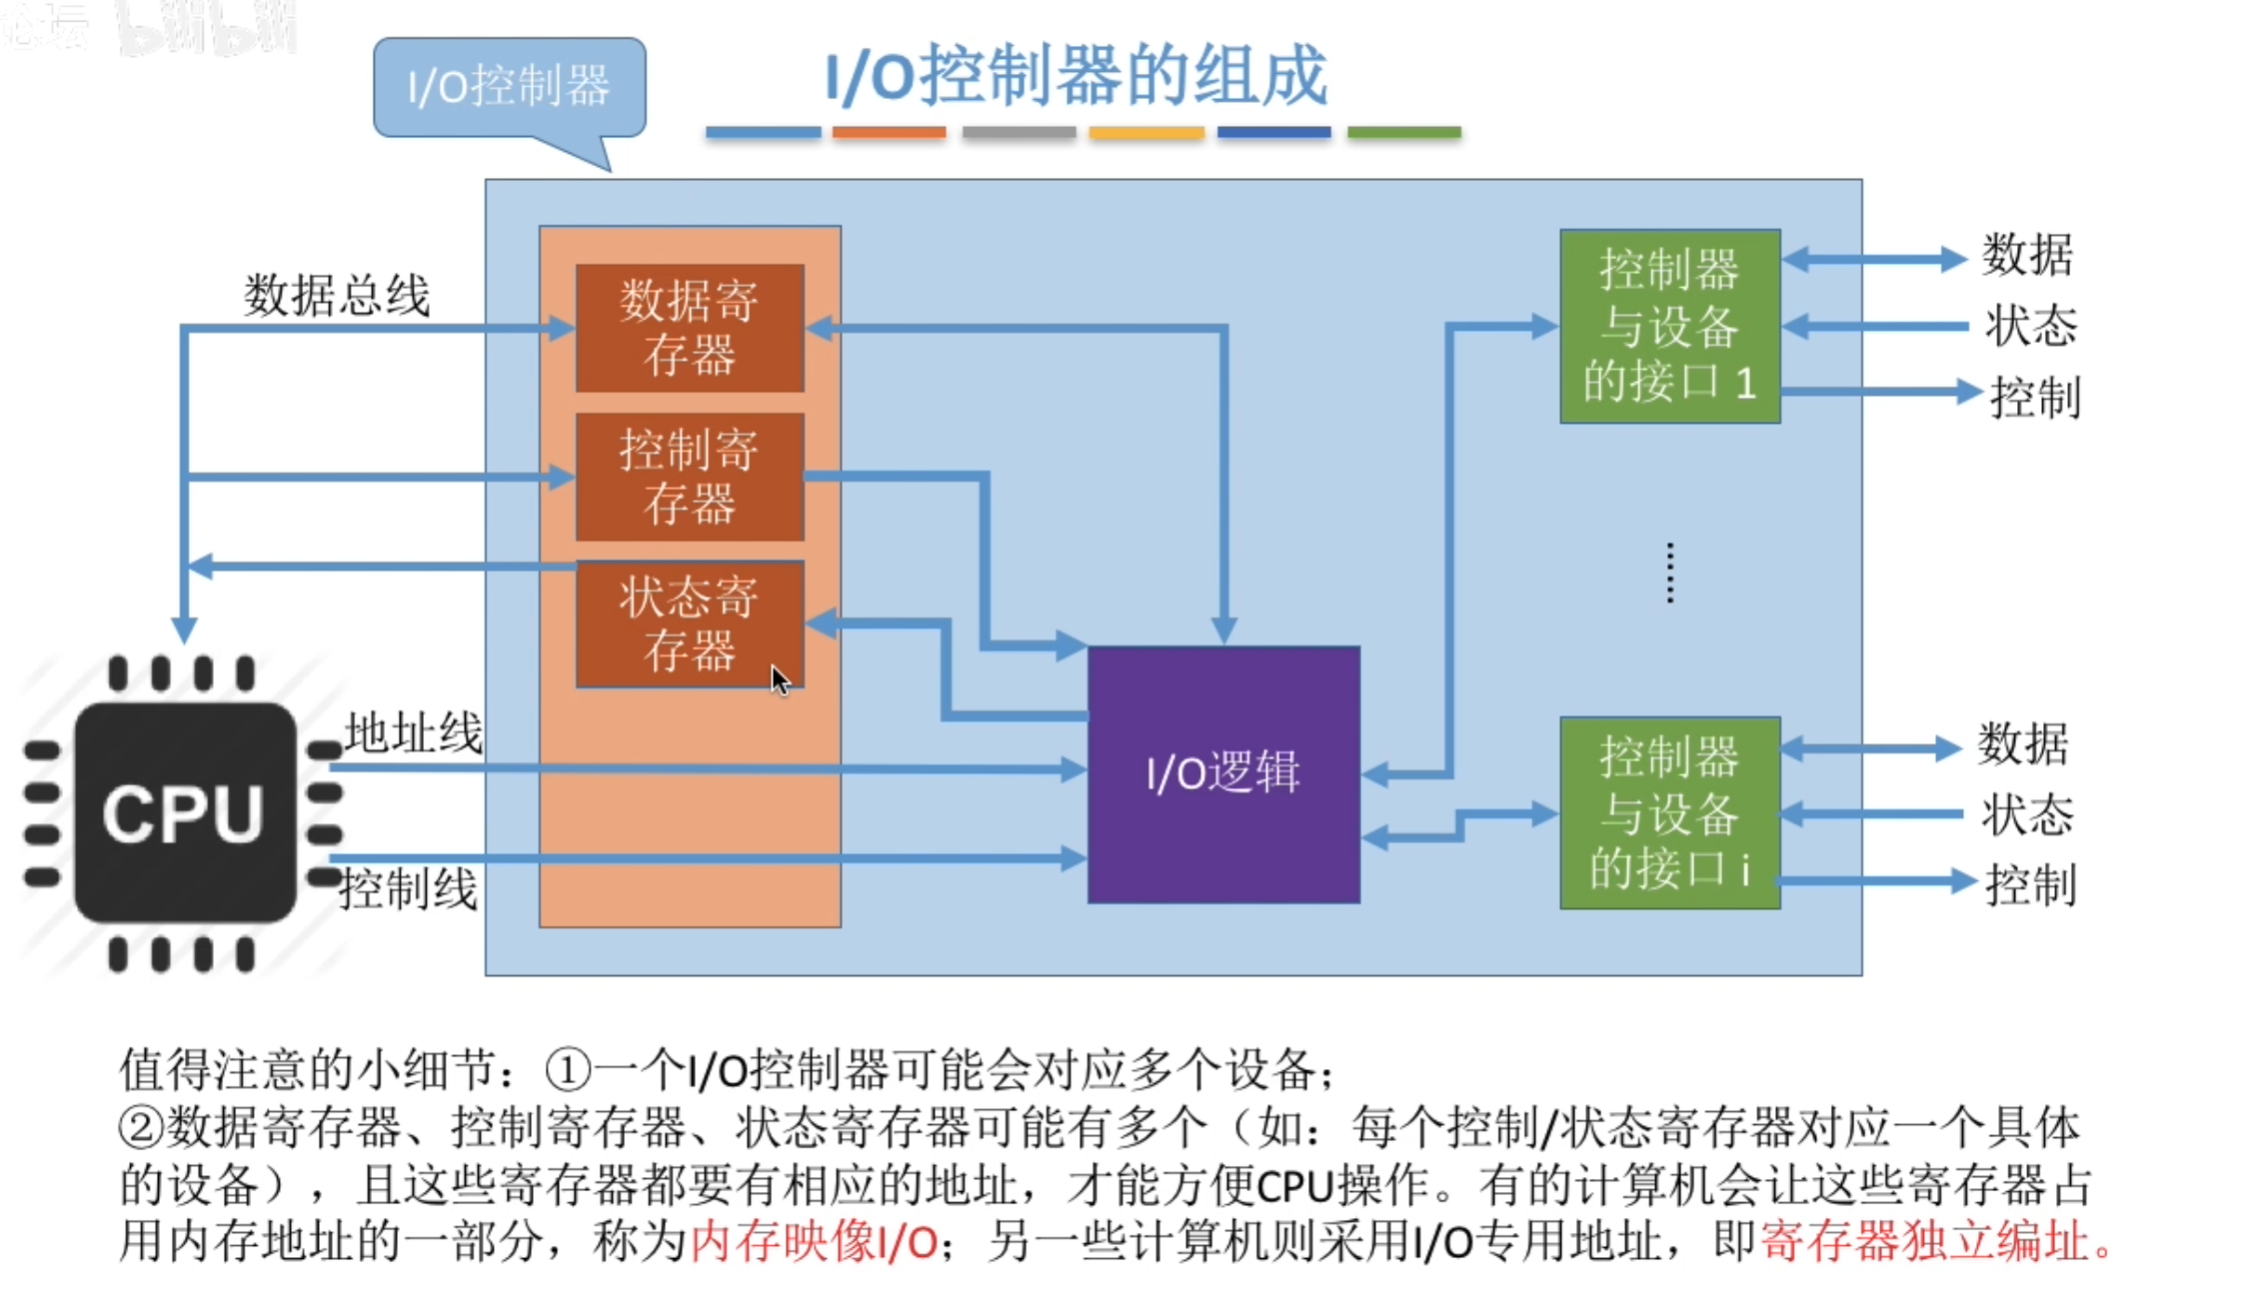 论坛 bilibili
I/O控制器
I/O控制器的组成
数据总线
数据寄
存器
控制寄
存器
状态寄
存器
地址线
CPU
控制线
I/O逻辑
控制器
与设备
的接口 1
数据
状态
控制
......
控制器
与设备
的接口 i
数据
状态
控制
值得注意的小细节：①一个I/O控制器可能会对应多个设备；
②数据寄存器、控制寄存器、状态寄存器可能有多个（如：每个控制/状态寄存器对应一个具体
的设备），且这些寄存器都要有相应的地址，才能方便CPU操作。有的计算机会让这些寄存器占
用内存地址的一部分，称为内存映像I/O；另一些计算机则采用I/O专用地址，即寄存器独立编址。